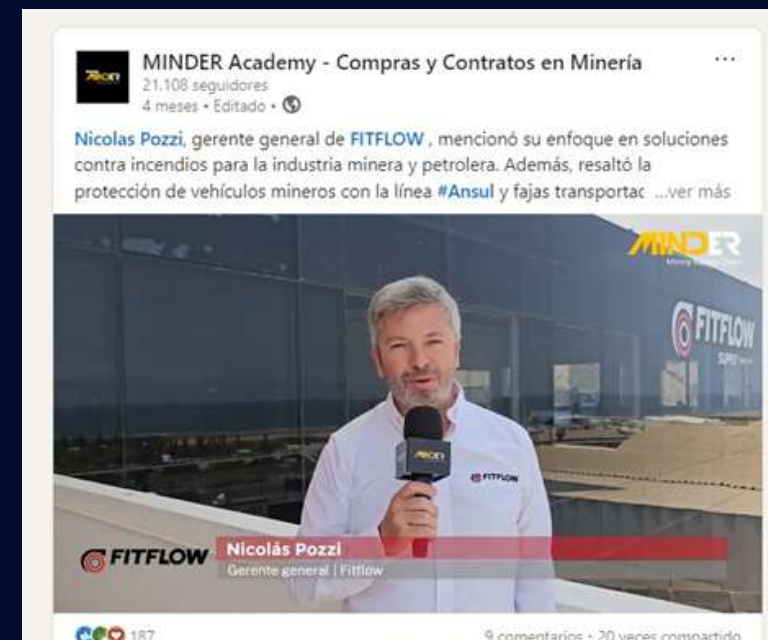 MINDER Academy - Compras y Contratos en Minería
21.108 seguidores
4 meses • Editado •
Nicolas Pozzi, gerente general de FITFLOW , mencionó su enfoque en soluciones
contra incendios para la industria minera y petrolera. Además, resaltó la
protección de vehículos mineros con la línea #Ansul y fajas transportac ...ver más
MINDER
FITFLOW
FITFLOW
FITFLOW
Nicolás Pozzi
Gerente general | Fitflow
187
9 comentarios • 20 veces compartido